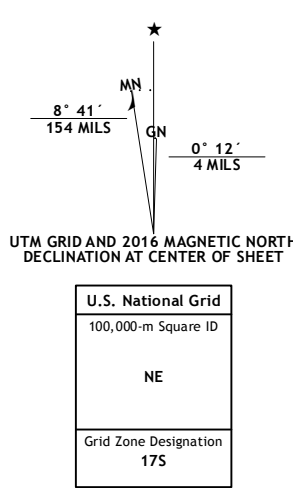 ★
MN
GN
8° 41´
154 MILS
0° 12´
4 MILS
UTM GRID AND 2016 MAGNETIC NORTH
DECLINATION AT CENTER OF SHEET
U.S. National Grid
100,000-m Square ID
NE
Grid Zone Designation
17S